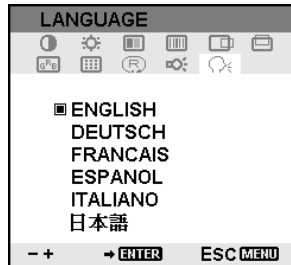 LANGUAGE
ENGLISH
DEUTSCH
FRANCAIS
ESPANOL
ITALIANO
日本語
- + → ENTER ESC MENU